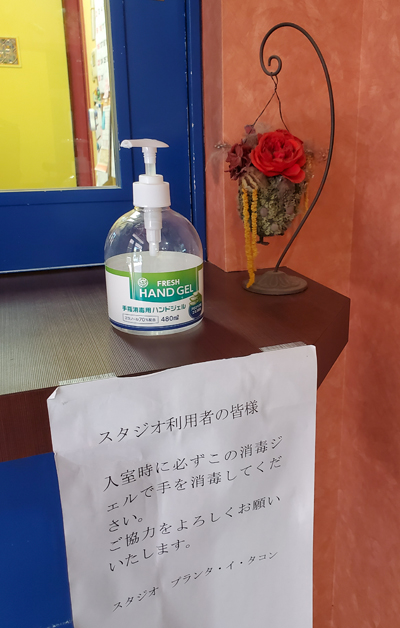 FRESH
HAND GEL
手指消毒用ハンドジェル
480mℓ
スタジオ利用者の皆様
入室時に必ずこの消毒ジ
ェルで手を消毒してくだ
さい。
ご協力をよろしくお願い
いたします。
スタジオ　プランタ・イ・タコン